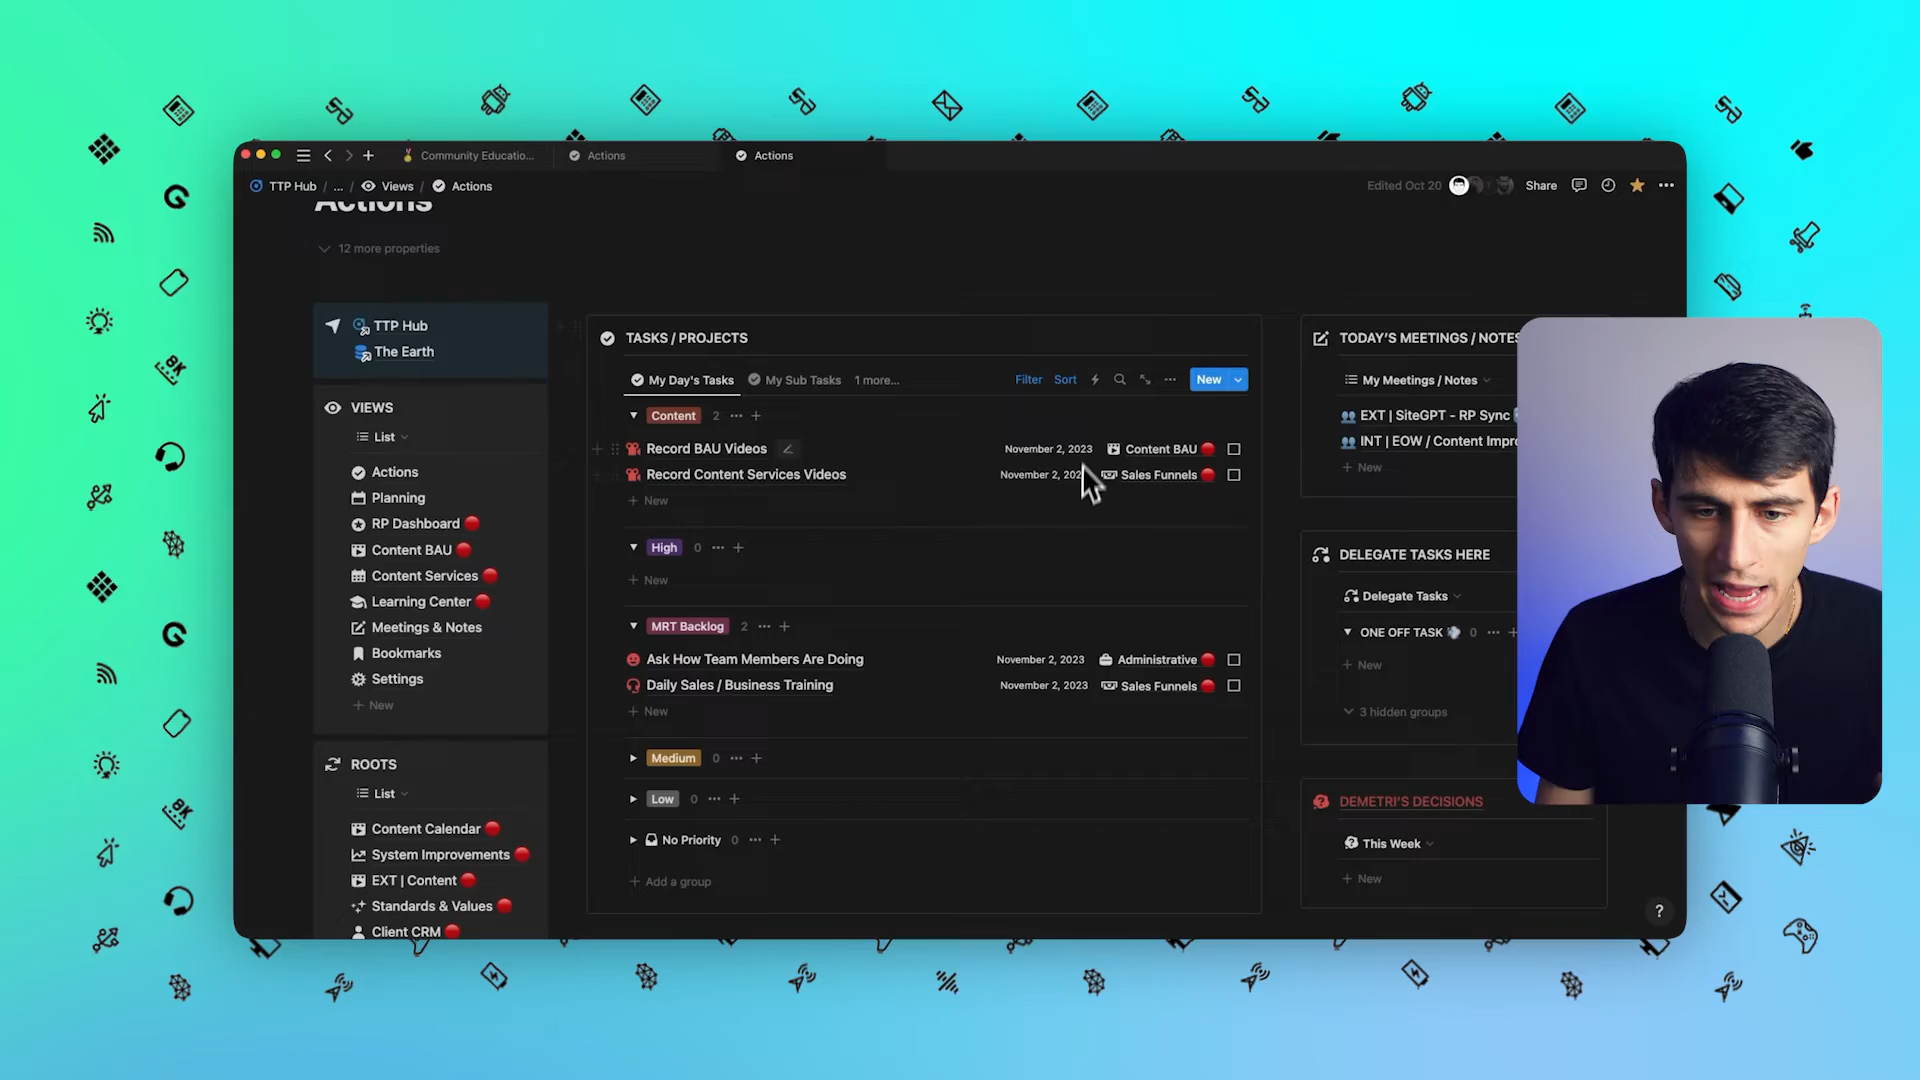 Community Educatio...
Actions
Actions
TTP Hub / ... / Views / Actions
Edited Oct 20
Share
Actions
12 more properties
TTP Hub
The Earth
VIEWS
List
Actions
Planning
RP Dashboard
Content BAU
Content Services
Learning Center
Meetings & Notes
Bookmarks
Settings
New
ROOTS
List
Content Calendar
System Improvements
EXT | Content
Standards & Values
Client CRM
TASKS / PROJECTS
My Day's Tasks My Sub Tasks 1 more...
Filter Sort New
Content 2
Record BAU Videos November 2, 2023 Content BAU
Record Content Services Videos November 2, 202 Sales Funnels
New
High 0
New
MRT Backlog 2
Ask How Team Members Are Doing November 2, 2023 Administrative
Daily Sales / Business Training November 2, 2023 Sales Funnels
New
Medium 0
Low 0
No Priority 0
Add a group
TODAY'S MEETINGS / NOTES
My Meetings / Notes
EXT | SiteGPT - RP Sync
INT | EOW / Content Impro
New
DELEGATE TASKS HERE
Delegate Tasks
ONE OFF TASK 0
New
3 hidden groups
DEMETRI'S DECISIONS
This Week
New
?